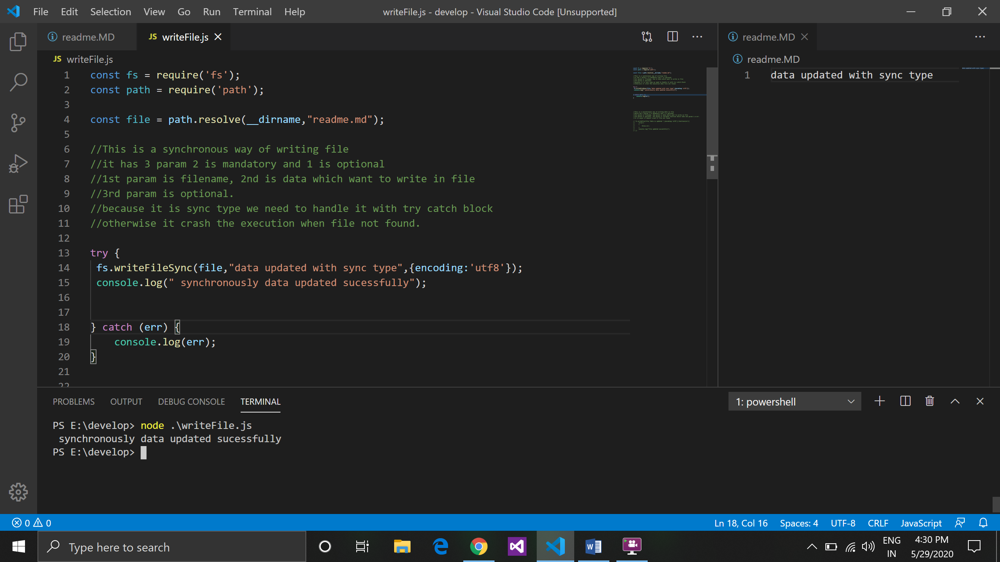 File Edit Selection View Go Run Terminal Help
writeFile.js - develop - Visual Studio Code [Unsupported]
readme.MD
JS writeFile.js
JS writeFile.js
1 const fs = require('fs');
2 const path = require('path');
3
4 const file = path.resolve(__dirname,"readme.md");
5
6 //This is a synchronous way of writing file
7 //it has 3 param 2 is mandatory and 1 is optional
8 //1st param is filename, 2nd is data which want to write in file
9 //3rd param is optional.
10 //because it is sync type we need to handle it with try catch block
11 //otherwise it crash the execution when file not found.
12
13 try {
14 fs.writeFileSync(file,"data updated with sync type",{encoding:'utf8'});
15 console.log(" synchronously data updated sucessfully");
16
17
18 } catch (err) {
19 console.log(err);
20 }
21
22
readme.MD
readme.MD
1 data updated with sync type
PROBLEMS OUTPUT DEBUG CONSOLE TERMINAL
1: powershell
PS E:\develop> node .\writeFile.js
 synchronously data updated sucessfully
PS E:\develop>
0 0
Ln 18, Col 16 Spaces: 4 UTF-8 CRLF JavaScript
Type here to search
ENG
IN
4:30 PM
5/29/2020